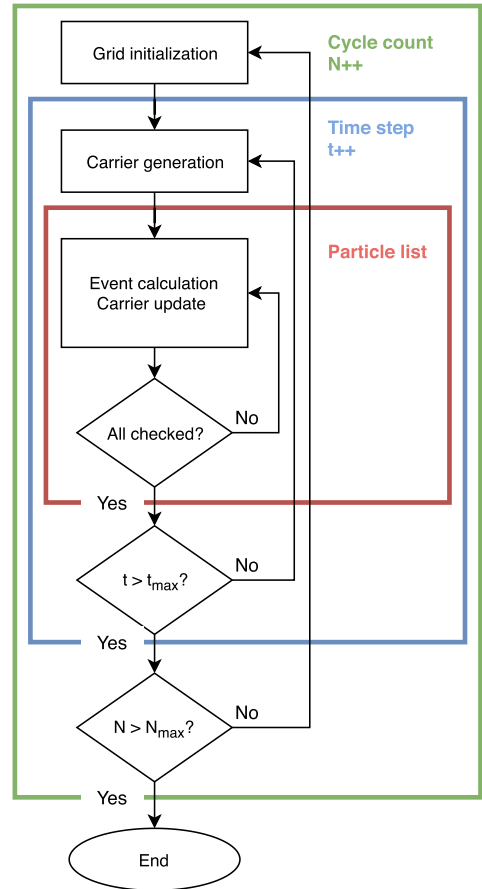 Cycle count
N++
Grid initialization
Time step
t++
Carrier generation
Particle list
Event calculation
Carrier update
All checked?
No
Yes
t > tmax?
No
Yes
N > Nmax?
No
Yes
End